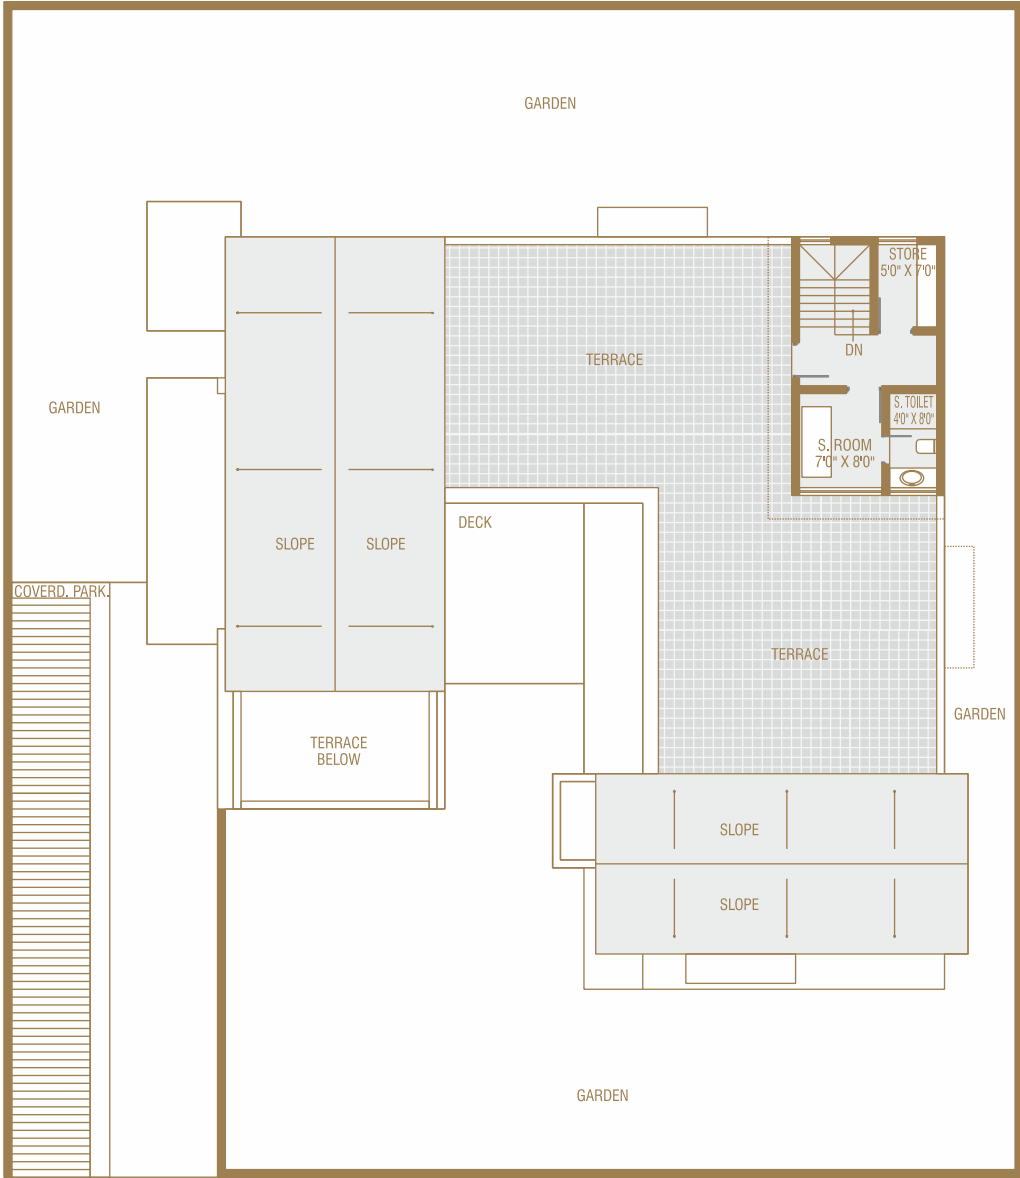 GARDEN
STORE
5'0" X 7'0"
DN
TERRACE
GARDEN
S. TOILET
4'0" X 8'0"
S. ROOM
7'0" X 8'0"
DECK
SLOPE
SLOPE
COVERD. PARK.
TERRACE
GARDEN
TERRACE
BELOW
SLOPE
SLOPE
GARDEN